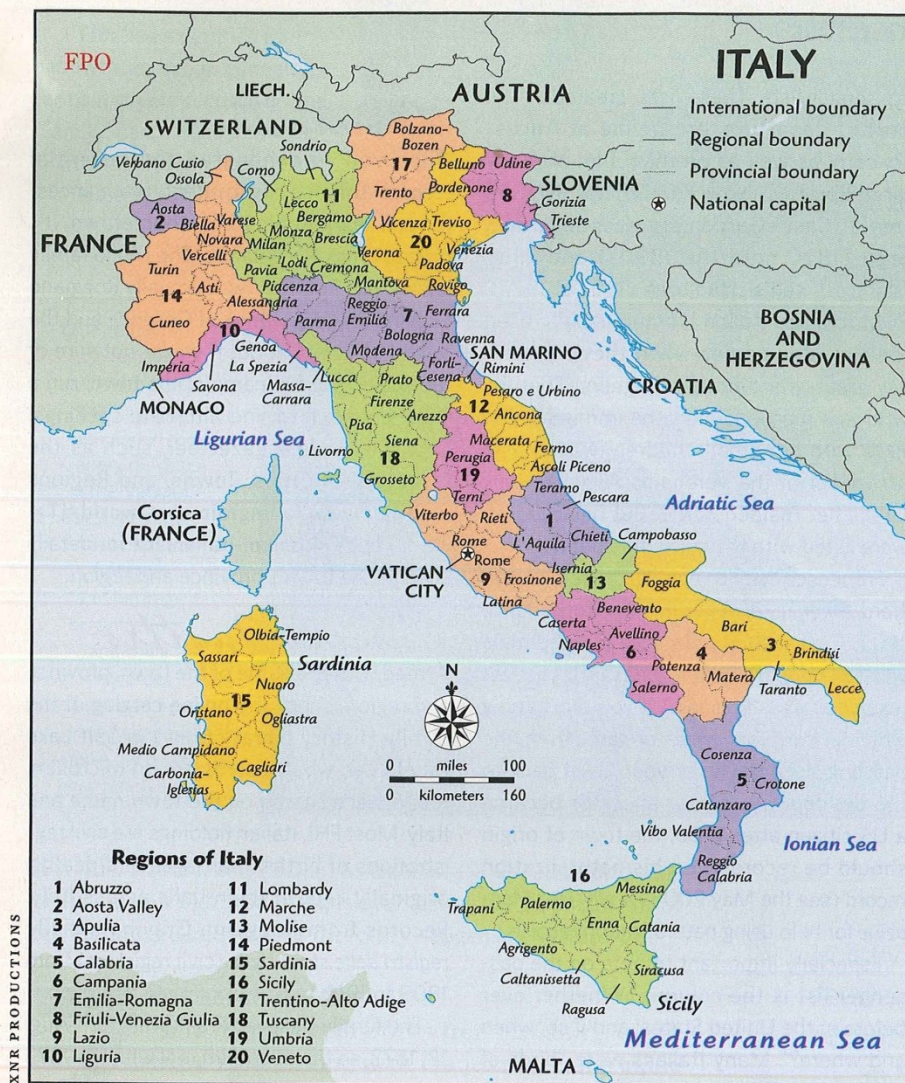 FPO
ITALY
International boundary
Regional boundary
Provincial boundary
National capital
LIECH.
AUSTRIA
SWITZERLAND
SLOVENIA
FRANCE
BOSNIA
AND
HERZEGOVINA
CROATIA
SAN MARINO
MONACO
Ligurian Sea
Adriatic Sea
Corsica
(FRANCE)
VATICAN
CITY
Sardinia
Ionian Sea
Sicily
Mediterranean Sea
MALTA
Bolzano-
Bozen
17
Trento
Sondrio
Verbano Cusio
Ossola
Como
11
Lecco
Bergamo
Varese
Monza
Brescia
Milan
Lodi
Cremona
Pavia
Mantova
Aosta
2
Biella
Novara
Vercelli
Turin
Asti
14
Alessandria
Cuneo
Belluno
Pordenone
Udine
8
Gorizia
Trieste
Vicenza
Treviso
20
Venezia
Verona
Padova
Rovigo
Piacenza
Parma
Reggio
Emilia
7
Ferrara
Bologna
Ravenna
Modena
Forli-
Cesena
Rimini
10
Genoa
La Spezia
Imperia
Savona
Massa-
Carrara
Lucca
Prato
Firenze
Pisa
Arezzo
Livorno
Siena
18
Grosseto
Pesaro e Urbino
12
Ancona
Macerata
Fermo
Ascoli Piceno
Perugia
19
Terni
Teramo
Pescara
1
L'Aquila
Chieti
Viterbo
Rieti
Rome
Rome
9
Frosinone
Latina
Campobasso
Isernia
13
Foggia
Benevento
Caserta
Avellino
Naples
6
Salerno
Bari
3
Brindisi
Taranto
Lecce
Potenza
4
Matera
Cosenza
5
Crotone
Catanzaro
Vibo Valentia
Reggio
Calabria
Olbia-Tempio
Sassari
Nuoro
15
Oristano
Ogliastra
Medio Campidano
Carbonia-
Iglesias
Cagliari
16
Messina
Palermo
Trapani
Enna
Catania
Agrigento
Caltanissetta
Siracusa
Ragusa
N
0 miles 100
0 kilometers 160
Regions of Italy
1 Abruzzo
2 Aosta Valley
3 Apulia
4 Basilicata
5 Calabria
6 Campania
7 Emilia-Romagna
8 Friuli-Venezia Giulia
9 Lazio
10 Liguria
11 Lombardy
12 Marche
13 Molise
14 Piedmont
15 Sardinia
16 Sicily
17 Trentino-Alto Adige
18 Tuscany
19 Umbria
20 Veneto
XNR PRODUCTIONS